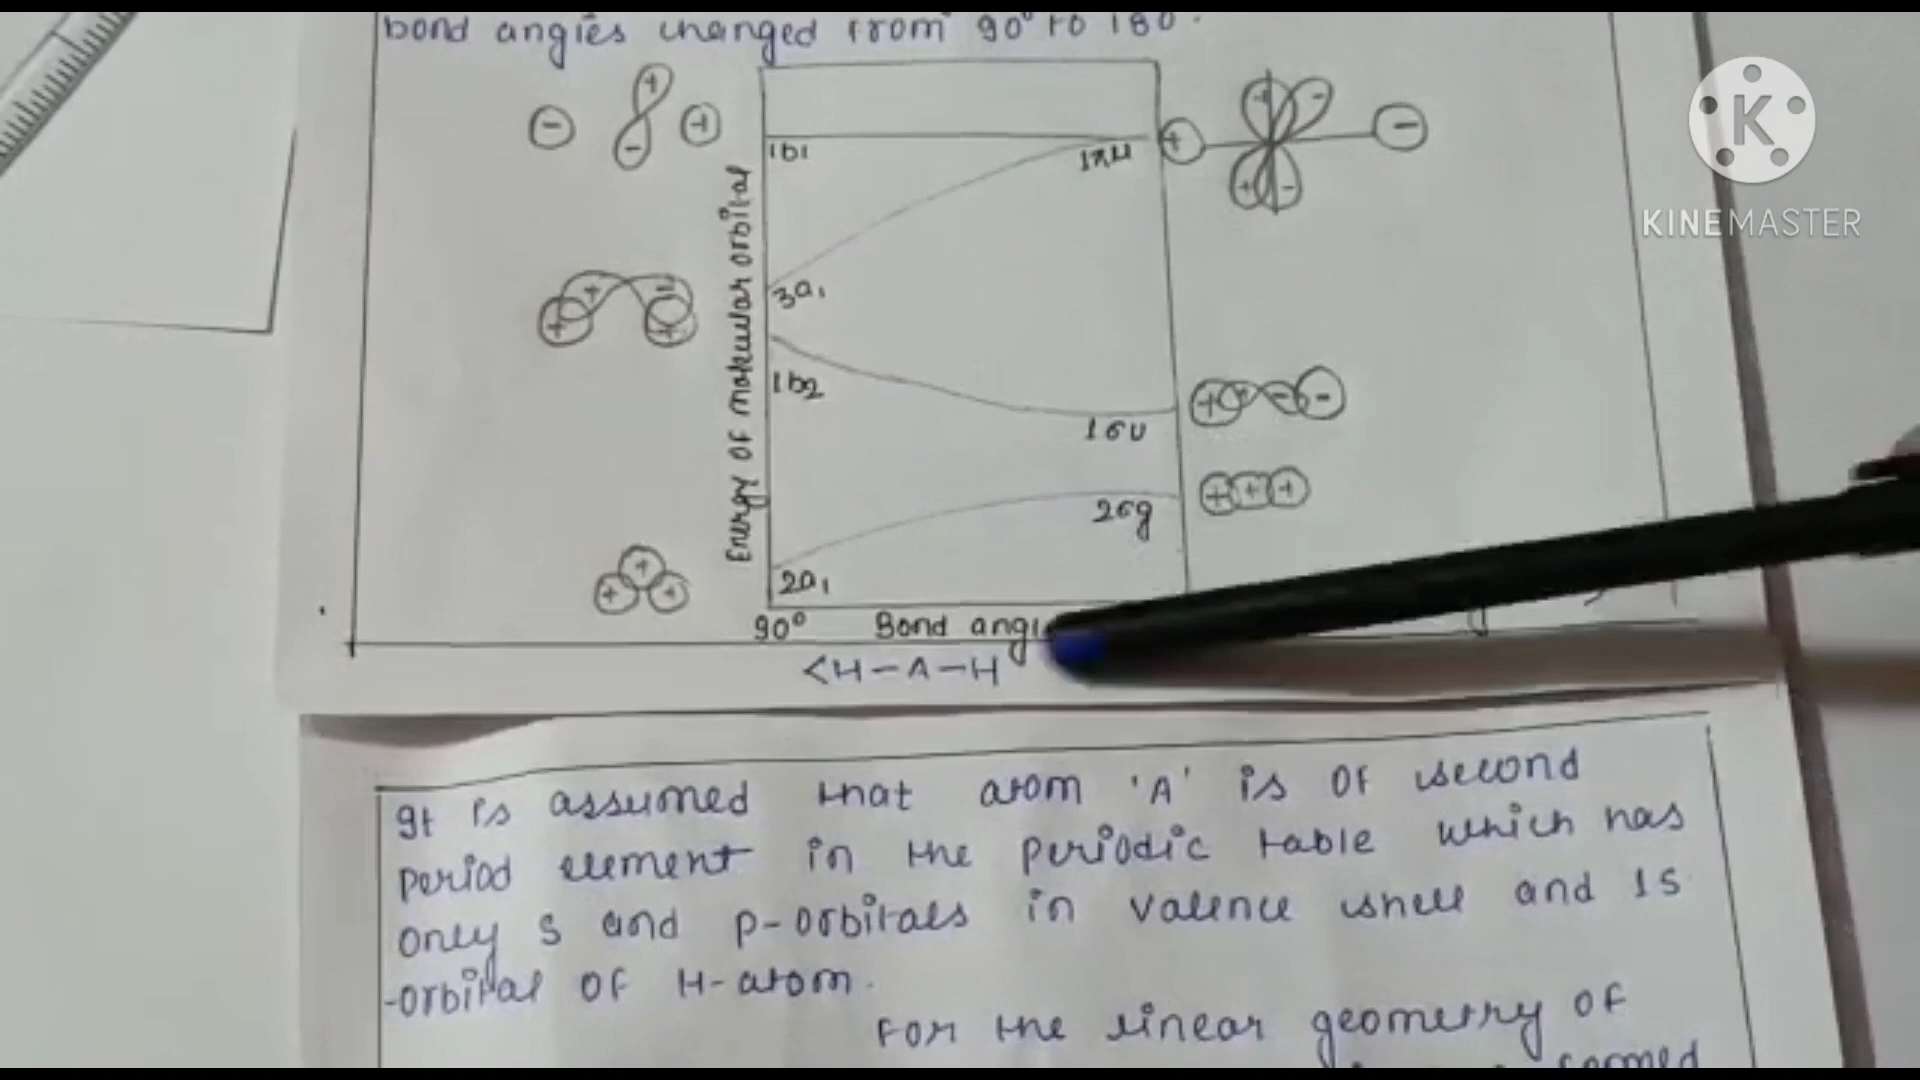 bond angles changed from 90° to 180°.
KINEMASTER
Energy of molecular orbital
1b1
1πu
3a1
1b2
1σu
2σg
2a1
90° Bond angle
<H-A-H
It is assumed that atom 'A' is of second
period element in the periodic table which has
only s and p-orbitals in valence shell and 1s
-orbital of H-atom.
For the linear geometry of
formed